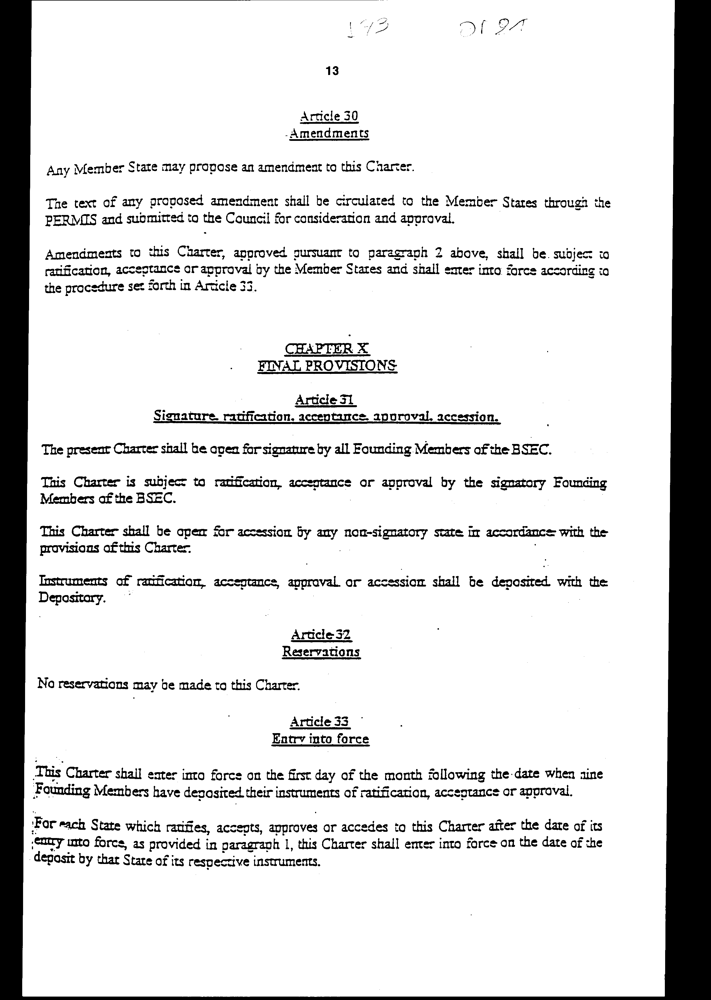 13
Article 30
Amendments
Any Member State may propose an amendment to this Charter.
The text of any proposed amendment shall be circulated to the Member States through the
PERMIS and submitted to the Council for consideration and approval.
Amendments to this Charter, approved pursuant to paragraph 2 above, shall be subject to
ratification, acceptance or approval by the Member States and shall enter into force according to
the procedure set forth in Article 33.
CHAPTER X
FINAL PROVISIONS
Article 31
Signature, ratification, acceptance, approval, accession.
The present Charter shall be open for signature by all Founding Members of the BSEC.
This Charter is subject to ratification, acceptance or approval by the signatory Founding
Members of the BSEC.
This Charter shall be open for accession by any non-signatory state in accordance with the
provisions of this Charter.
Instruments of ratification, acceptance, approval or accession shall be deposited with the
Depository.
Article 32
Reservations
No reservations may be made to this Charter.
Article 33
Entry into force
This Charter shall enter into force on the first day of the month following the date when nine
Founding Members have deposited their instruments of ratification, acceptance or approval.
For each State which ratifies, accepts, approves or accedes to this Charter after the date of its
entry into force, as provided in paragraph 1, this Charter shall enter into force on the date of the
deposit by that State of its respective instruments.